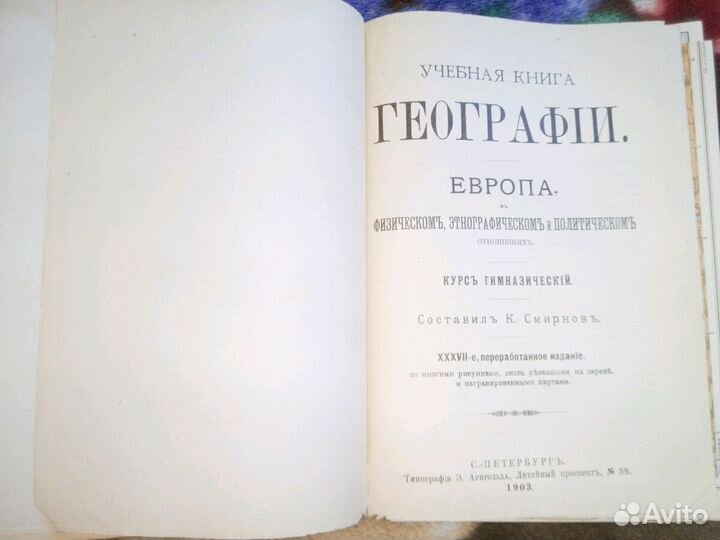 УЧЕБНАЯ КНИГА
ГЕОГРАФІИ.
ЕВРОПА,
въ
ФИЗИЧЕСКОМЪ, ЭТНОГРАФИЧЕСКОМЪ и ПОЛИТИЧЕСКОМЪ
ОТНОШЕНІЯХЪ.
КУРСЪ ГИМНАЗИЧЕСКІЙ.
Составилъ К. Смирновъ.
XXXVII-е, переработанное изданіе,
со многими рисунками, вновь рѣзанными на деревѣ,
и награвированными картами.
С.-ПЕТЕРБУРГЪ.
Типографія Э. Арнгольда, Литейный проспектъ, № 59.
1903.
Avito